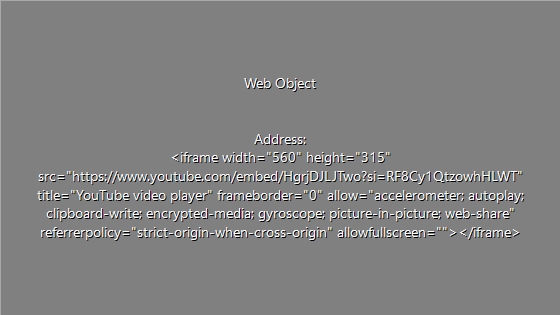 Web Object
Address:
<iframe width="560" height="315"
src="https://www.youtube.com/embed/HgrjDJLJTwo?si=RF8Cy1QtzowhHLWT"
title="YouTube video player" frameborder="0" allow="accelerometer; autoplay;
clipboard-write; encrypted-media; gyroscope; picture-in-picture; web-share"
referrerpolicy="strict-origin-when-cross-origin" allowfullscreen=""></iframe>